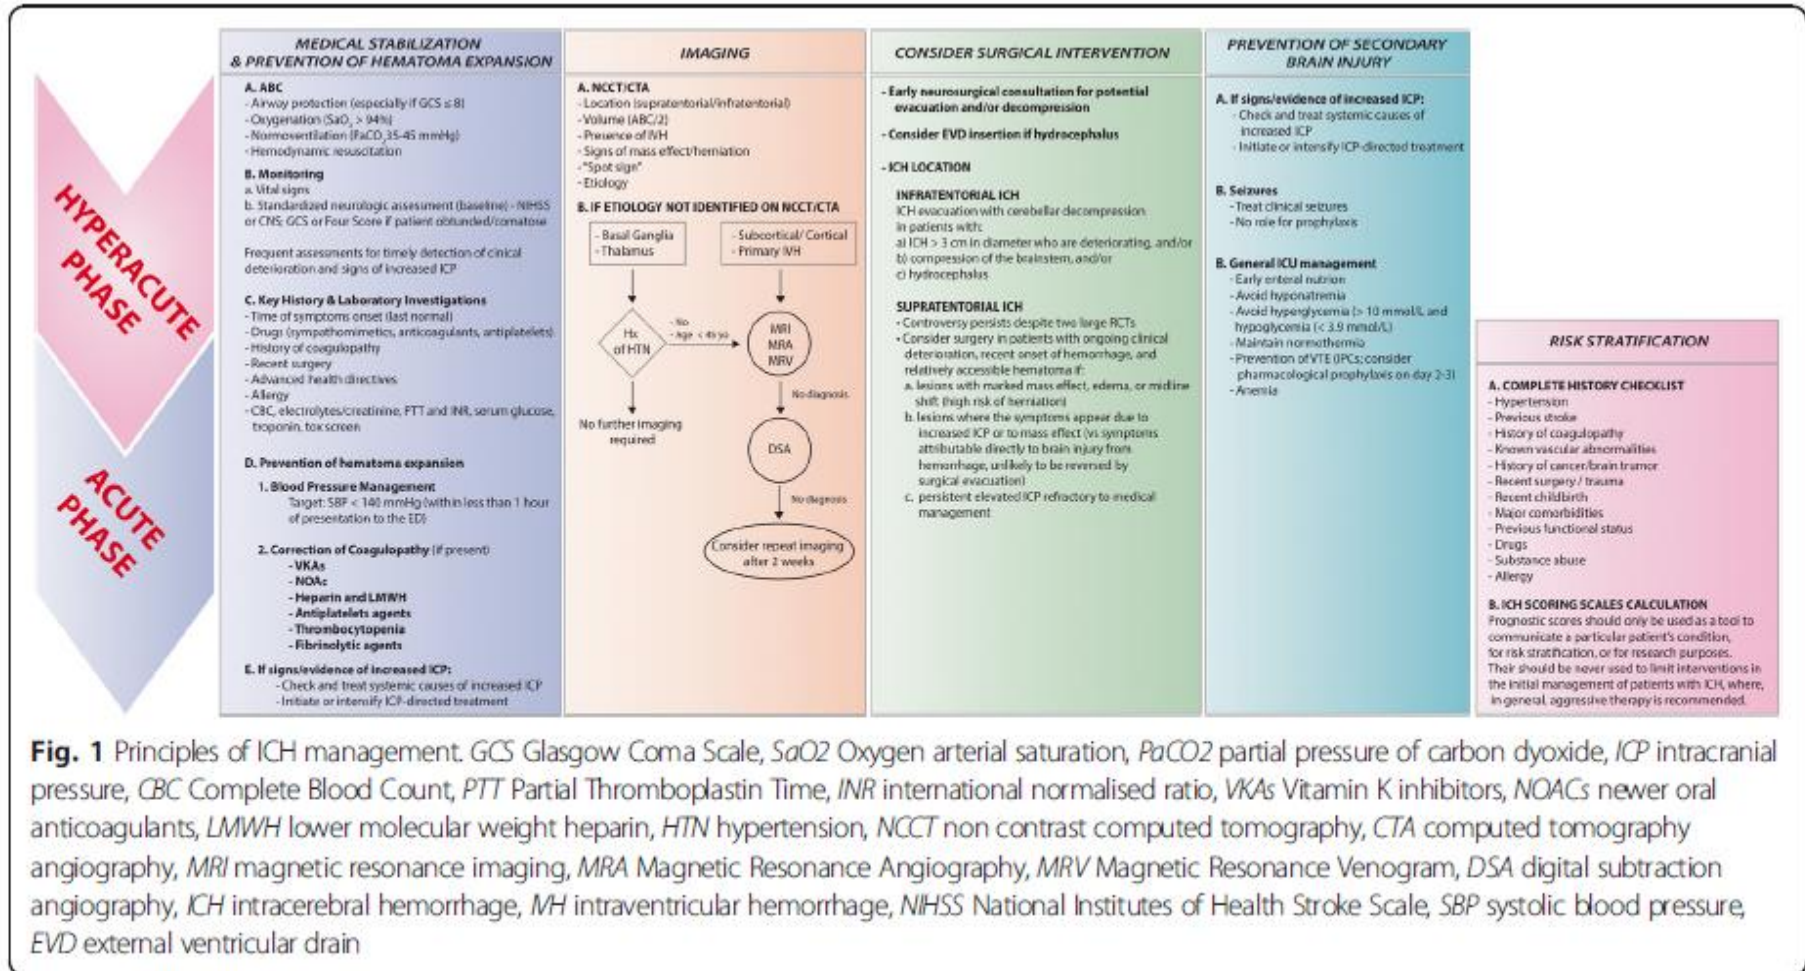 HYPERACUTE
PHASE
ACUTE
PHASE
MEDICAL STABILIZATION
& PREVENTION OF HEMATOMA EXPANSION
A. ABC
- Airway protection (especially if GCS ≤ 8)
- Oxygenation (SaO2 > 94%)
- Normoventilation (PaCO2 35-45 mmHg)
- Hemodynamic resuscitation
B. Monitoring
a. Vital signs
b. Standardized neurologic assessment (baseline) - NIHSS
or CNS; GCS or Four Score if patient obtunded/comatose
Frequent assessments for timely detection of clinical
deterioration and signs of increased ICP
C. Key History & Laboratory Investigations
- Time of symptoms onset (last normal)
- Drugs (sympathomimetics, anticoagulants, antiplatelets)
- History of coagulopathy
- Recent surgery
- Advanced health directives
- Allergy
- CBC, electrolytes/creatinine, PTT and INR, serum glucose,
troponin, tox screen
D. Prevention of hematoma expansion
1. Blood Pressure Management
Target: SBP < 140 mmHg (within less than 1 hour
of presentation to the ED)
2. Correction of Coagulopathy (if present)
- VKAs
- NOAc
- Heparin and LMWH
- Antiplatelets agents
- Thrombocytopenia
- Fibrinolytic agents
E. If signs/evidence of increased ICP:
- Check and treat systemic causes of increased ICP
- Initiate or intensify ICP-directed treatment
IMAGING
A. NCCT/CTA
- Location (supratentorial/infratentorial)
- Volume (ABC/2)
- Presence of IVH
- Signs of mass effect/herniation
- "Spot sign"
- Etiology
B. IF ETIOLOGY NOT IDENTIFIED ON NCCT/CTA
- Basal Ganglia
- Thalamus
- Subcortical/ Cortical
- Primary IVH
Hx
of HTN
- No
- Age < 45 yo
MRI
MRA
MRV
No diagnosis
No further imaging
required
DSA
No diagnosis
Consider repeat imaging
after 2 weeks
CONSIDER SURGICAL INTERVENTION
- Early neurosurgical consultation for potential
evacuation and/or decompression
- Consider EVD insertion if hydrocephalus
- ICH LOCATION
INFRATENTORIAL ICH
ICH evacuation with cerebellar decompression
in patients with:
a) ICH > 3 cm in diameter who are deteriorating, and/or
b) compression of the brainstem, and/or
c) hydrocephalus
SUPRATENTORIAL ICH
• Controversy persists despite two large RCTs
• Consider surgery in patients with ongoing clinical
deterioration, recent onset of hemorrhage, and
relatively accessible hematoma if:
a. lesions with marked mass effect, edema, or midline
shift (high risk of herniation)
b. lesions where the symptoms appear due to
increased ICP or to mass effect (vs symptoms
attributable directly to brain injury from
hemorrhage, unlikely to be reversed by
surgical evacuation)
c. persistent elevated ICP refractory to medical
management
PREVENTION OF SECONDARY
BRAIN INJURY
A. If signs/evidence of increased ICP:
- Check and treat systemic causes of
increased ICP
- Initiate or intensify ICP-directed treatment
B. Seizures
- Treat clinical seizures
- No role for prophylaxis
B. General ICU management
- Early enteral nutrion
- Avoid hyponatremia
- Avoid hyperglycemia (> 10 mmol/L and
hypoglycemia (< 3.9 mmol/L)
- Maintain normothermia
- Prevention of VTE (IPCs; consider
pharmacological prophylaxis on day 2-3)
- Anemia
RISK STRATIFICATION
A. COMPLETE HISTORY CHECKLIST
- Hypertension
- Previous stroke
- History of coagulopathy
- Known vascular abnormalities
- History of cancer/brain trumor
- Recent surgery / trauma
- Recent childbirth
- Major comorbidities
- Previous functional status
- Drugs
- Substance abuse
- Allergy
B. ICH SCORING SCALES CALCULATION
Prognostic scores should only be used as a tool to
communicate a particular patient's condition,
for risk stratification, or for research purposes.
Their should be never used to limit interventions in
the initial management of patients with ICH, where,
in general, aggressive therapy is recommended.
Fig. 1 Principles of ICH management. GCS Glasgow Coma Scale, SaO2 Oxygen arterial saturation, PaCO2 partial pressure of carbon dyoxide, ICP intracranial
pressure, CBC Complete Blood Count, PTT Partial Thromboplastin Time, INR international normalised ratio, VKAs Vitamin K inhibitors, NOACs newer oral
anticoagulants, LMWH lower molecular weight heparin, HTN hypertension, NCCT non contrast computed tomography, CTA computed tomography
angiography, MRI magnetic resonance imaging, MRA Magnetic Resonance Angiography, MRV Magnetic Resonance Venogram, DSA digital subtraction
angiography, ICH intracerebral hemorrhage, IVH intraventricular hemorrhage, NIHSS National Institutes of Health Stroke Scale, SBP systolic blood pressure,
EVD external ventricular drain